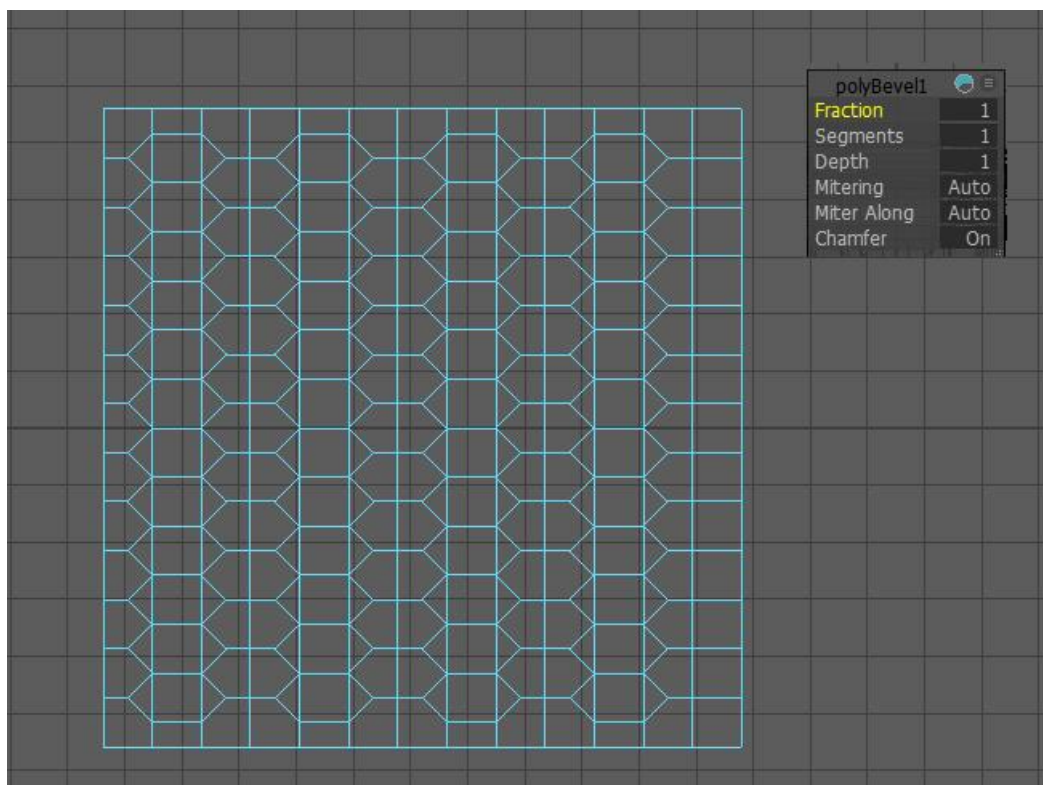 polyBevel1
Fraction 1
Segments 1
Depth 1
Mitering Auto
Miter Along Auto
Chamfer On